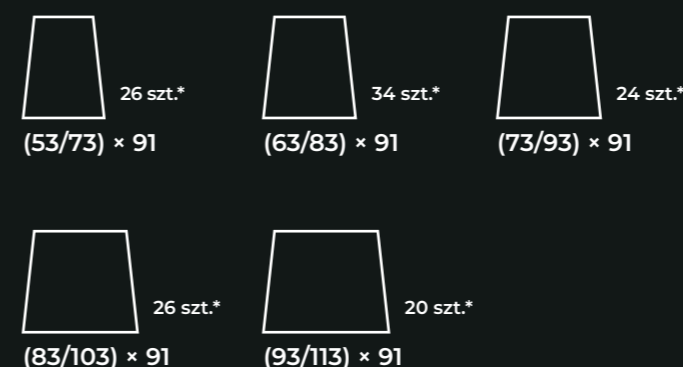 26 szt.*
34 szt.*
24 szt.*
(53/73) × 91
(63/83) × 91
(73/93) × 91
26 szt.*
20 szt.*
(83/103) × 91
(93/113) × 91